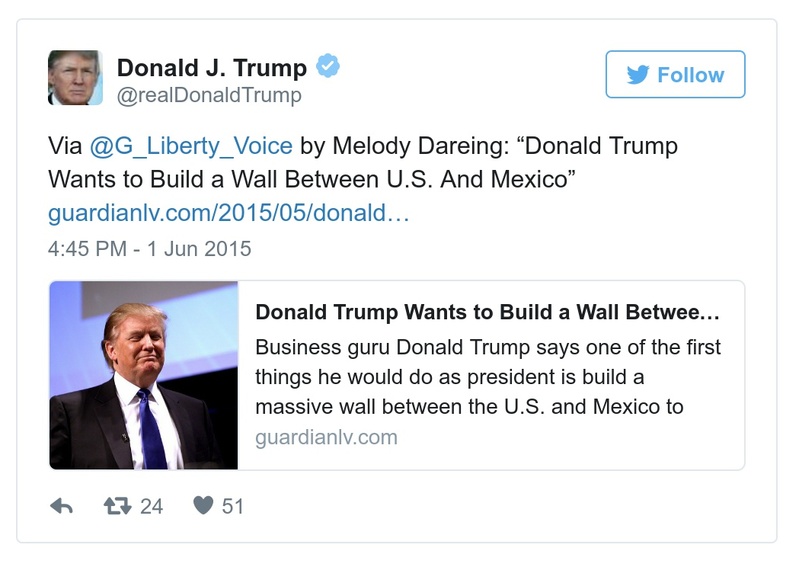 Donald J. Trump
@realDonaldTrump
Follow
Via @G_Liberty_Voice by Melody Dareing: “Donald Trump
Wants to Build a Wall Between U.S. And Mexico”
guardianlv.com/2015/05/donald…
4:45 PM - 1 Jun 2015
Donald Trump Wants to Build a Wall Betwee…
Business guru Donald Trump says one of the first
things he would do as president is build a
massive wall between the U.S. and Mexico to
guardianlv.com
24
51